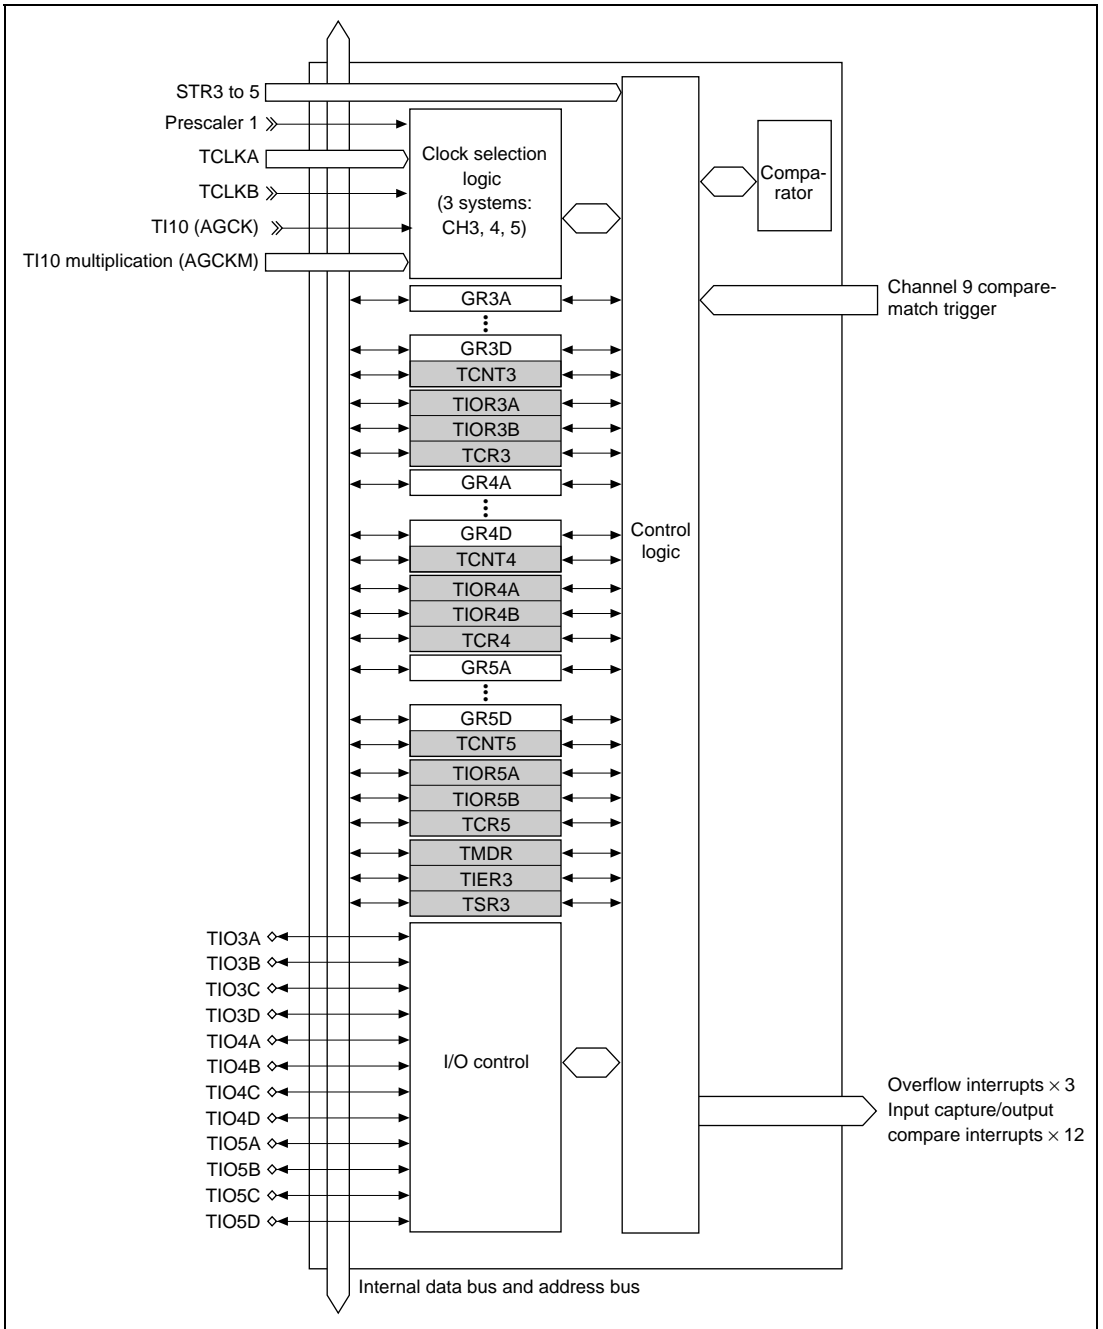 STR3 to 5
Prescaler 1
TCLKA
TCLKB
TI10 (AGCK)
TI10 multiplication (AGCKM)
Clock selection
logic
(3 systems:
CH3, 4, 5)
Compa-
rator
Channel 9 compare-
match trigger
GR3A
GR3D
TCNT3
TIOR3A
TIOR3B
TCR3
GR4A
GR4D
TCNT4
TIOR4A
TIOR4B
TCR4
GR5A
GR5D
TCNT5
TIOR5A
TIOR5B
TCR5
TMDR
TIER3
TSR3
Control
logic
TIO3A
TIO3B
TIO3C
TIO3D
TIO4A
TIO4B
TIO4C
TIO4D
TIO5A
TIO5B
TIO5C
TIO5D
I/O control
Overflow interrupts × 3
Input capture/output
compare interrupts × 12
Internal data bus and address bus